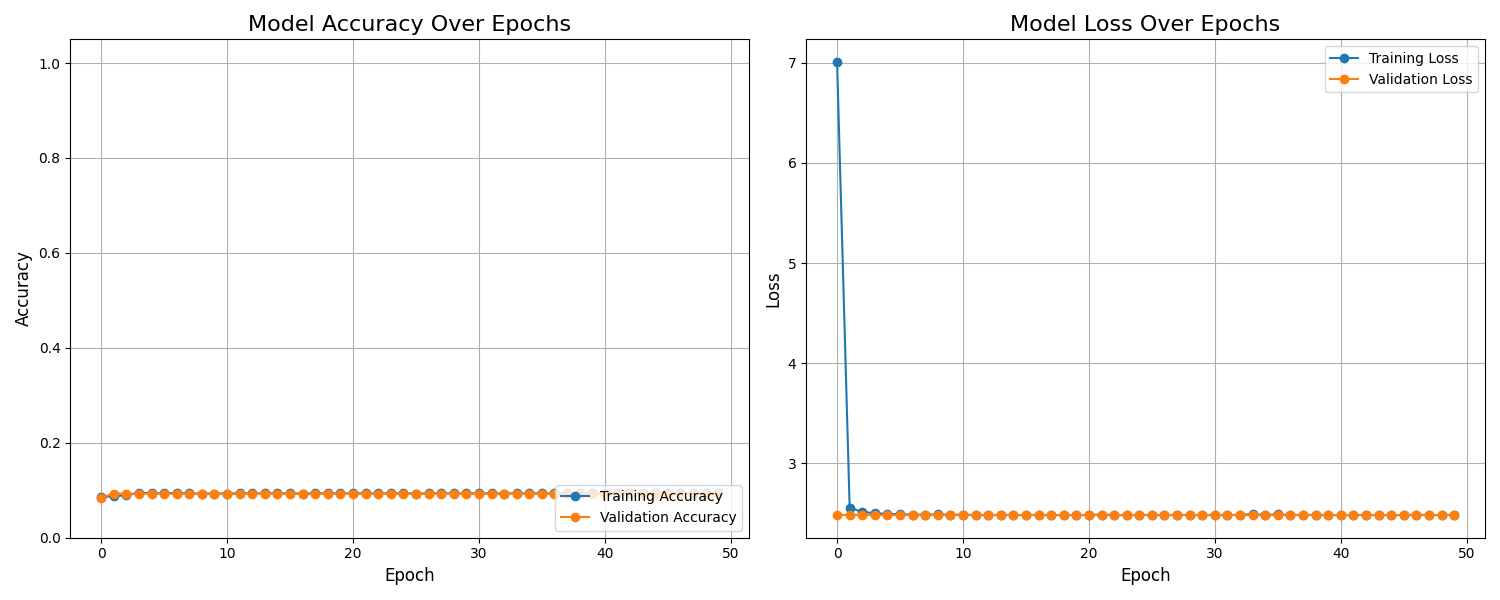 Model Accuracy Over Epochs
1.0
0.8
0.6
0.4
0.2
0.0
Accuracy
0 10 20 30 40 50
Epoch
Training Accuracy
Validation Accuracy
Model Loss Over Epochs
7
6
5
4
3
Loss
0 10 20 30 40 50
Epoch
Training Loss
Validation Loss